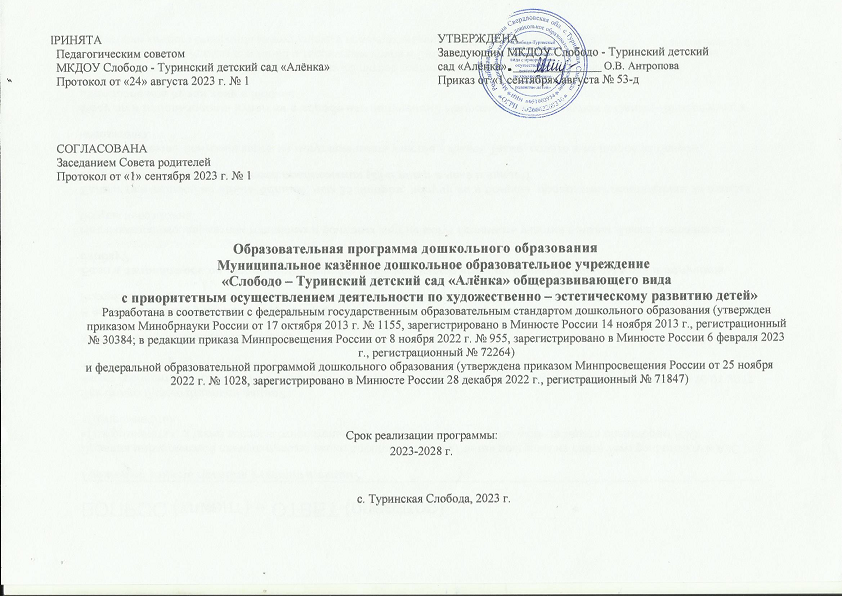 ПРИНЯТА
Педагогическим советом
МКДОУ Слободо - Туринский детский сад «Алёнка»
Протокол от «24» августа 2023 г. № 1
УТВЕРЖДЕНА
Заведующим МКДОУ Слободо - Туринский детский
сад «Алёнка» О.В. Антропова
Приказ от «1 сентября августа № 53-д
СОГЛАСОВАНА
Заседанием Совета родителей
Протокол от «1» сентября 2023 г. № 1
Образовательная программа дошкольного образования
Муниципальное казённое дошкольное образовательное учреждение
«Слободо – Туринский детский сад «Алёнка» общеразвивающего вида
с приоритетным осуществлением деятельности по художественно – эстетическому развитию детей»
Разработана в соответствии с федеральным государственным образовательным стандартом дошкольного образования (утвержден
приказом Минобрнауки России от 17 октября 2013 г. № 1155, зарегистрировано в Минюсте России 14 ноября 2013 г., регистрационный
№ 30384; в редакции приказа Минпросвещения России от 8 ноября 2022 г. № 955, зарегистрировано в Минюсте России 6 февраля 2023
г., регистрационный № 72264)
и федеральной образовательной программой дошкольного образования (утверждена приказом Минпросвещения России от 25 ноября
2022 г. № 1028, зарегистрировано в Минюсте России 28 декабря 2022 г., регистрационный № 71847)
Срок реализации программы:
2023-2028 г.
с. Туринская Слобода, 2023 г.